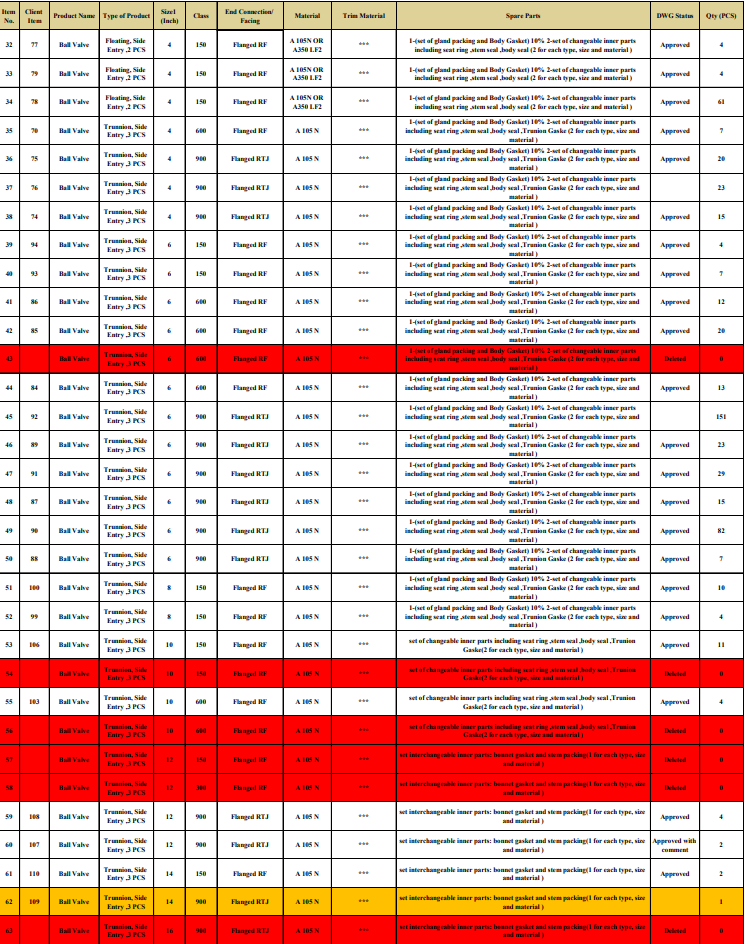 Item No. Client Item Product Name Type of Product Size1 (Inch) Class End Connection/ Facing Material Trim Material Spare Parts DWG Status Qty (PCS)
32 77 Ball Valve Floating, Side Entry ,2 PCS 4 150 Flanged RF A 105N OR A350 LF2 *** 1-(set of gland packing and Body Gasket) 10% 2-set of changeable inner parts including seat ring ,stem seal ,body seal (2 for each type, size and material ) Approved 4
33 79 Ball Valve Floating, Side Entry ,2 PCS 4 150 Flanged RF A 105N OR A350 LF2 *** 1-(set of gland packing and Body Gasket) 10% 2-set of changeable inner parts including seat ring ,stem seal ,body seal (2 for each type, size and material ) Approved 4
34 78 Ball Valve Floating, Side Entry ,2 PCS 4 150 Flanged RF A 105N OR A350 LF2 *** 1-(set of gland packing and Body Gasket) 10% 2-set of changeable inner parts including seat ring ,stem seal ,body seal (2 for each type, size and material ) Approved 61
35 70 Ball Valve Trunnion, Side Entry ,3 PCS 4 600 Flanged RF A 105 N *** 1-(set of gland packing and Body Gasket) 10% 2-set of changeable inner parts including seat ring ,stem seal ,body seal ,Trunion Gaske (2 for each type, size and material ) Approved 7
36 75 Ball Valve Trunnion, Side Entry ,3 PCS 4 900 Flanged RTJ A 105 N *** 1-(set of gland packing and Body Gasket) 10% 2-set of changeable inner parts including seat ring ,stem seal ,body seal ,Trunion Gaske (2 for each type, size and material ) Approved 20
37 76 Ball Valve Trunnion, Side Entry ,3 PCS 4 900 Flanged RTJ A 105 N *** 1-(set of gland packing and Body Gasket) 10% 2-set of changeable inner parts including seat ring ,stem seal ,body seal ,Trunion Gaske (2 for each type, size and material ) 23
38 74 Ball Valve Trunnion, Side Entry ,3 PCS 4 900 Flanged RTJ A 105 N *** 1-(set of gland packing and Body Gasket) 10% 2-set of changeable inner parts including seat ring ,stem seal ,body seal ,Trunion Gaske (2 for each type, size and material ) Approved 15
39 94 Ball Valve Trunnion, Side Entry ,3 PCS 6 150 Flanged RF A 105 N *** 1-(set of gland packing and Body Gasket) 10% 2-set of changeable inner parts including seat ring ,stem seal ,body seal ,Trunion Gaske (2 for each type, size and material ) Approved 4
40 93 Ball Valve Trunnion, Side Entry ,3 PCS 6 150 Flanged RF A 105 N *** 1-(set of gland packing and Body Gasket) 10% 2-set of changeable inner parts including seat ring ,stem seal ,body seal ,Trunion Gaske (2 for each type, size and material ) Approved 7
41 86 Ball Valve Trunnion, Side Entry ,3 PCS 6 600 Flanged RF A 105 N *** 1-(set of gland packing and Body Gasket) 10% 2-set of changeable inner parts including seat ring ,stem seal ,body seal ,Trunion Gaske (2 for each type, size and material ) Approved 12
42 85 Ball Valve Trunnion, Side Entry ,3 PCS 6 600 Flanged RF A 105 N *** 1-(set of gland packing and Body Gasket) 10% 2-set of changeable inner parts including seat ring ,stem seal ,body seal ,Trunion Gaske (2 for each type, size and material ) Approved 20
43 Ball Valve Trunnion, Side Entry ,3 PCS 6 600 Flanged RF A 105 N *** 1-(set of gland packing and Body Gasket) 10% 2-set of changeable inner parts including seat ring ,stem seal ,body seal ,Trunion Gaske (2 for each type, size and material ) Deleted 0
44 84 Ball Valve Trunnion, Side Entry ,3 PCS 6 600 Flanged RF A 105 N *** 1-(set of gland packing and Body Gasket) 10% 2-set of changeable inner parts including seat ring ,stem seal ,body seal ,Trunion Gaske (2 for each type, size and material ) Approved 13
45 92 Ball Valve Trunnion, Side Entry ,3 PCS 6 900 Flanged RTJ A 105 N *** 1-(set of gland packing and Body Gasket) 10% 2-set of changeable inner parts including seat ring ,stem seal ,body seal ,Trunion Gaske (2 for each type, size and material ) 151
46 89 Ball Valve Trunnion, Side Entry ,3 PCS 6 900 Flanged RTJ A 105 N *** 1-(set of gland packing and Body Gasket) 10% 2-set of changeable inner parts including seat ring ,stem seal ,body seal ,Trunion Gaske (2 for each type, size and material ) Approved 23
47 91 Ball Valve Trunnion, Side Entry ,3 PCS 6 900 Flanged RTJ A 105 N *** 1-(set of gland packing and Body Gasket) 10% 2-set of changeable inner parts including seat ring ,stem seal ,body seal ,Trunion Gaske (2 for each type, size and material ) Approved 29
48 87 Ball Valve Trunnion, Side Entry ,3 PCS 6 900 Flanged RTJ A 105 N *** 1-(set of gland packing and Body Gasket) 10% 2-set of changeable inner parts including seat ring ,stem seal ,body seal ,Trunion Gaske (2 for each type, size and material ) Approved 15
49 90 Ball Valve Trunnion, Side Entry ,3 PCS 6 900 Flanged RTJ A 105 N *** 1-(set of gland packing and Body Gasket) 10% 2-set of changeable inner parts including seat ring ,stem seal ,body seal ,Trunion Gaske (2 for each type, size and material ) Approved 82
50 88 Ball Valve Trunnion, Side Entry ,3 PCS 6 900 Flanged RTJ A 105 N *** 1-(set of gland packing and Body Gasket) 10% 2-set of changeable inner parts including seat ring ,stem seal ,body seal ,Trunion Gaske (2 for each type, size and material ) Approved 7
51 100 Ball Valve Trunnion, Side Entry ,3 PCS 8 150 Flanged RF A 105 N *** 1-(set of gland packing and Body Gasket) 10% 2-set of changeable inner parts including seat ring ,stem seal ,body seal ,Trunion Gaske (2 for each type, size and material ) Approved 10
52 99 Ball Valve Trunnion, Side Entry ,3 PCS 8 150 Flanged RF A 105 N *** 1-(set of gland packing and Body Gasket) 10% 2-set of changeable inner parts including seat ring ,stem seal ,body seal ,Trunion Gaske (2 for each type, size and material ) Approved 4
53 106 Ball Valve Trunnion, Side Entry ,3 PCS 10 150 Flanged RF A 105 N *** set of changeable inner parts including seat ring ,stem seal ,body seal ,Trunion Gaske(2 for each type, size and material ) Approved 11
54 Ball Valve Trunnion, Side Entry ,3 PCS 10 150 Flanged RF A 105 N *** set of changeable inner parts including seat ring ,stem seal ,body seal ,Trunion Gaske(2 for each type, size and material ) Deleted 0
55 103 Ball Valve Trunnion, Side Entry ,3 PCS 10 600 Flanged RF A 105 N *** set of changeable inner parts including seat ring ,stem seal ,body seal ,Trunion Gaske(2 for each type, size and material ) Approved 4
56 Ball Valve Trunnion, Side Entry ,3 PCS 10 600 Flanged RF A 105 N *** set of changeable inner parts including seat ring ,stem seal ,body seal ,Trunion Gaske(2 for each type, size and material ) Deleted 0
57 Ball Valve Trunnion, Side Entry ,3 PCS 12 150 Flanged RF A 105 N *** set interchangeable inner parts: bonnet gasket and stem packing(1 for each type, size and material ) Deleted 0
58 Ball Valve Trunnion, Side Entry ,3 PCS 12 300 Flanged RF A 105 N *** set interchangeable inner parts: bonnet gasket and stem packing(1 for each type, size and material ) Deleted 0
59 108 Ball Valve Trunnion, Side Entry ,3 PCS 12 900 Flanged RTJ A 105 N *** set interchangeable inner parts: bonnet gasket and stem packing(1 for each type, size and material ) Approved 4
60 107 Ball Valve Trunnion, Side Entry ,3 PCS 12 900 Flanged RTJ A 105 N *** set interchangeable inner parts: bonnet gasket and stem packing(1 for each type, size and material ) Approved with comment 2
61 110 Ball Valve Trunnion, Side Entry ,3 PCS 14 150 Flanged RTJ A 105 N *** set interchangeable inner parts: bonnet gasket and stem packing(1 for each type, size and material ) Approved 2
62 109 Ball Valve Trunnion, Side Entry ,3 PCS 14 900 Flanged RTJ A 105 N *** set interchangeable inner parts: bonnet gasket and stem packing(1 for each type, size and material ) 1
63 Ball Valve Trunnion, Side Entry ,3 PCS 16 900 Flanged RTJ A 105 N *** set interchangeable inner parts: bonnet gasket and stem packing(1 for each type, size and material ) Deleted 0